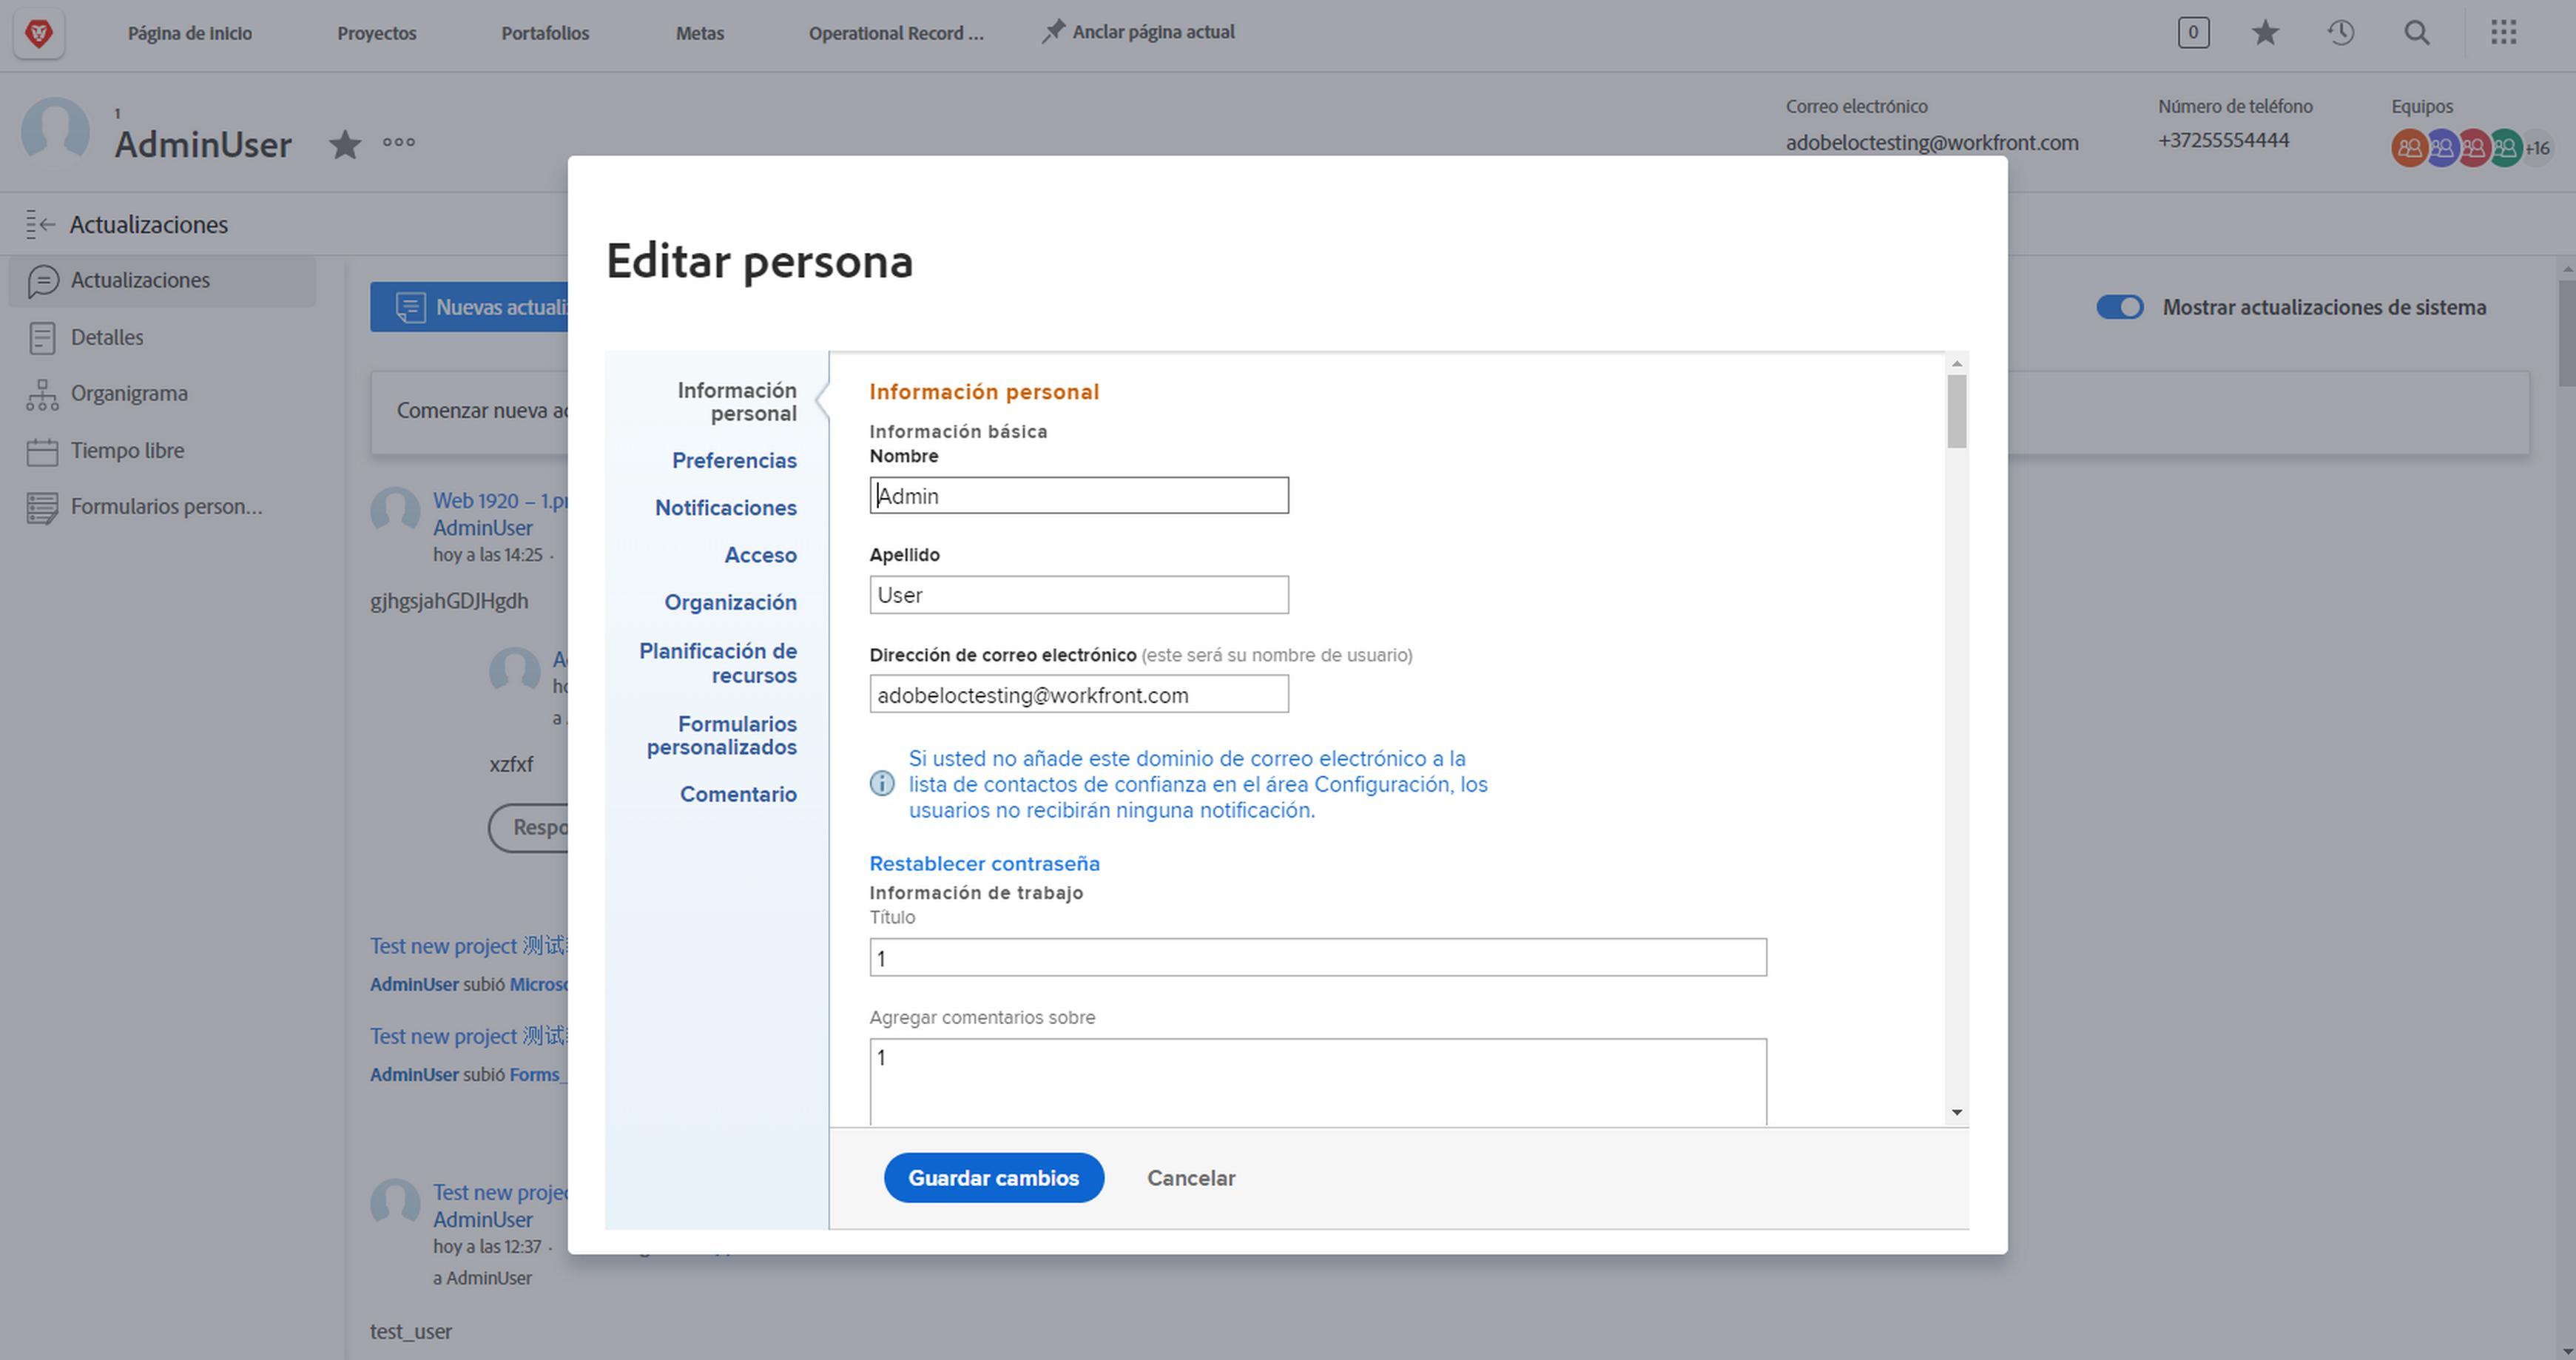 Página de inicio
Proyectos
Portafolios
Metas
Operational Record ...
Anclar página actual
0
1
AdminUser
Correo electrónico
adobeloctesting@workfront.com
Número de teléfono
+37255554444
Equipos
+16
Actualizaciones
Actualizaciones
Detalles
Organigrama
Tiempo libre
Formularios person...
Nuevas
Mostrar actualizaciones de sistema
Comenzar nueva
Web 1920 – 1.
AdminUser
hoy a las 14:25 ·
gjhgsjahGDJHgdh
a
xzfxf
Test new project 测试
AdminUser subió
Test new project 测试
AdminUser subió Forms_
Test new
AdminUser
hoy a las 12:37 ·
a AdminUser
test_user
Editar persona
Información
personal
Preferencias
Notificaciones
Acceso
Organización
Planificación de
recursos
Formularios
personalizados
Comentario
Información personal
Información básica
Nombre
Admin
Apellido
User
Dirección de correo electrónico (este será su nombre de usuario)
adobeloctesting@workfront.com
Si usted no añade este dominio de correo electrónico a la
lista de contactos de confianza en el área Configuración, los
usuarios no recibirán ninguna notificación.
Restablecer contraseña
Información de trabajo
Título
1
Agregar comentarios sobre
1
Guardar cambios
Cancelar